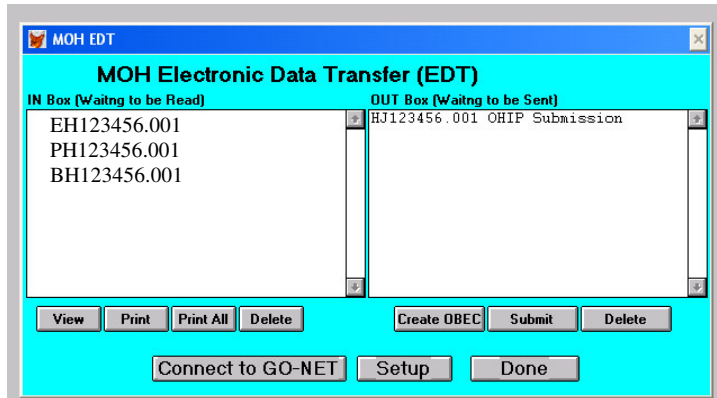 MOH EDT
MOH Electronic Data Transfer (EDT)
IN Box (Waitng to be Read)
OUT Box (Waitng to be Sent)
EH123456.001
PH123456.001
BH123456.001
HJ123456.001 OHIP Submission
View Print Print All Delete
Create OBEC Submit Delete
Connect to GO-NET Setup Done